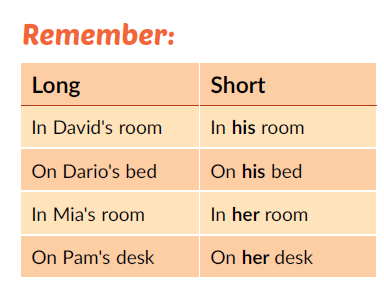 Remember:
Long Short
In David's room In his room
On Dario's bed On his bed
In Mia's room In her room
On Pam's desk On her desk